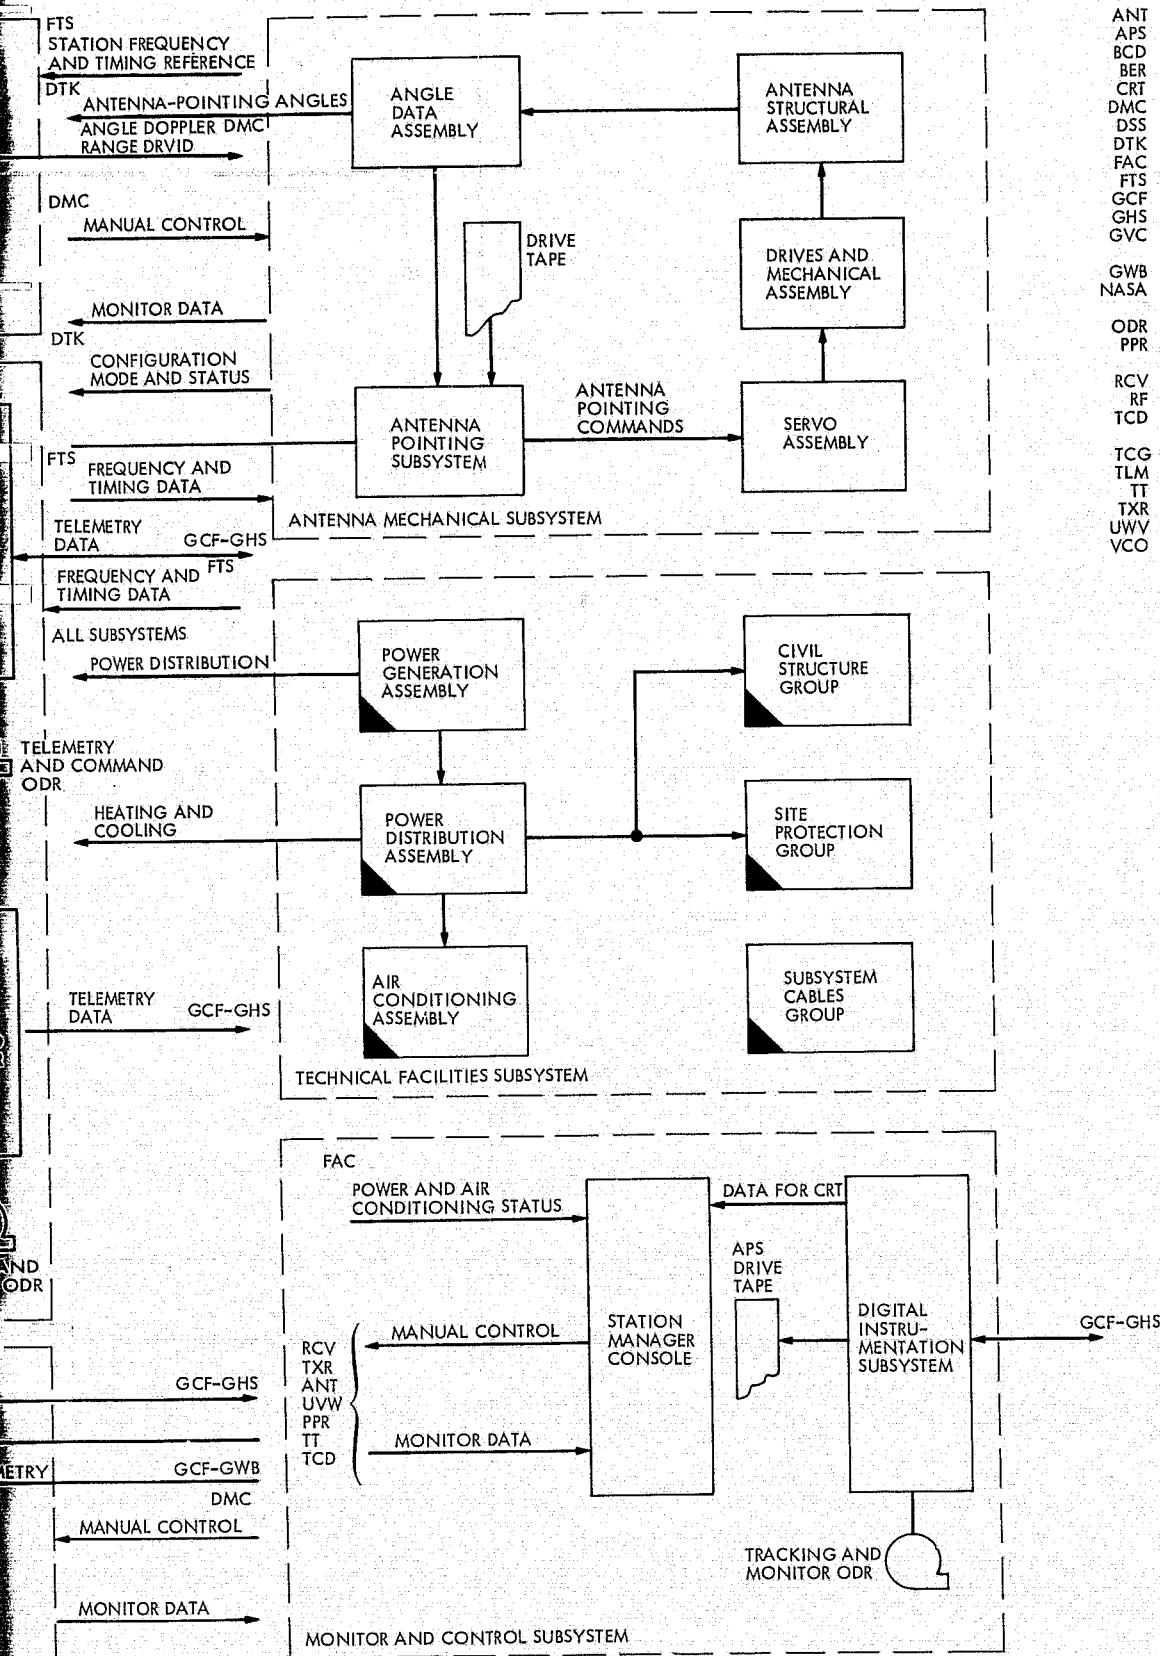 FTS
STATION FREQUENCY
AND TIMING REFERENCE
DTK
ANTENNA-POINTING ANGLES
ANGLE DOPPLER DMC
RANGE DRVID
DMC
MANUAL CONTROL
MONITOR DATA
DTK
CONFIGURATION
MODE AND STATUS
FTS
FREQUENCY AND
TIMING DATA
ANGLE
DATA
ASSEMBLY
ANTENNA
STRUCTURAL
ASSEMBLY
DRIVE
TAPE
DRIVES AND
MECHANICAL
ASSEMBLY
ANTENNA
POINTING
SUBSYSTEM
ANTENNA
POINTING
COMMANDS
SERVO
ASSEMBLY
ANTENNA MECHANICAL SUBSYSTEM
TELEMETRY
DATA GCF-GHS
FTS
FREQUENCY AND
TIMING DATA
ALL SUBSYSTEMS
POWER DISTRIBUTION
TELEMETRY
AND COMMAND
ODR
HEATING AND
COOLING
POWER
GENERATION
ASSEMBLY
CIVIL
STRUCTURE
GROUP
POWER
DISTRIBUTION
ASSEMBLY
SITE
PROTECTION
GROUP
TELEMETRY
DATA GCF-GHS
AIR
CONDITIONING
ASSEMBLY
SUBSYSTEM
CABLES
GROUP
TECHNICAL FACILITIES SUBSYSTEM
FAC
POWER AND AIR
CONDITIONING STATUS
DATA FOR CRT
APS
DRIVE
TAPE
AND
ODR
STATION
MANAGER
CONSOLE
DIGITAL
INSTRU-
MENTATION
SUBSYSTEM
GCF-GHS
MANUAL CONTROL
RCV
TXR
ANT
UVW
PPR
TT
TCD
MONITOR DATA
GCF-GHS
METRY GCF-GWB
DMC
MANUAL CONTROL
MONITOR DATA
TRACKING AND
MONITOR ODR
MONITOR AND CONTROL SUBSYSTEM
ANT
APS
BCD
BER
CRT
DMC
DSS
DTK
FAC
FTS
GCF
GHS
GVC
GWB
NASA
ODR
PPR
RCV
RF
TCD
TCG
TLM
TT
TXR
UWV
VCO